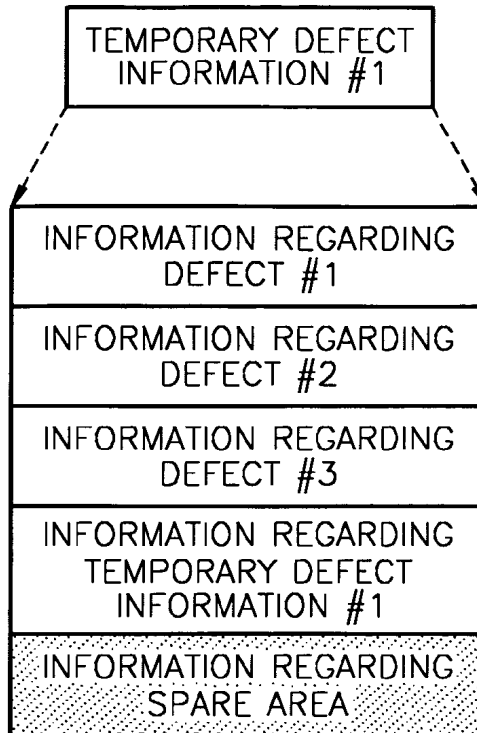 TEMPORARY DEFECT
INFORMATION #1
INFORMATION REGARDING
DEFECT #1
INFORMATION REGARDING
DEFECT #2
INFORMATION REGARDING
DEFECT #3
INFORMATION REGARDING
TEMPORARY DEFECT
INFORMATION #1
INFORMATION REGARDING
SPARE AREA